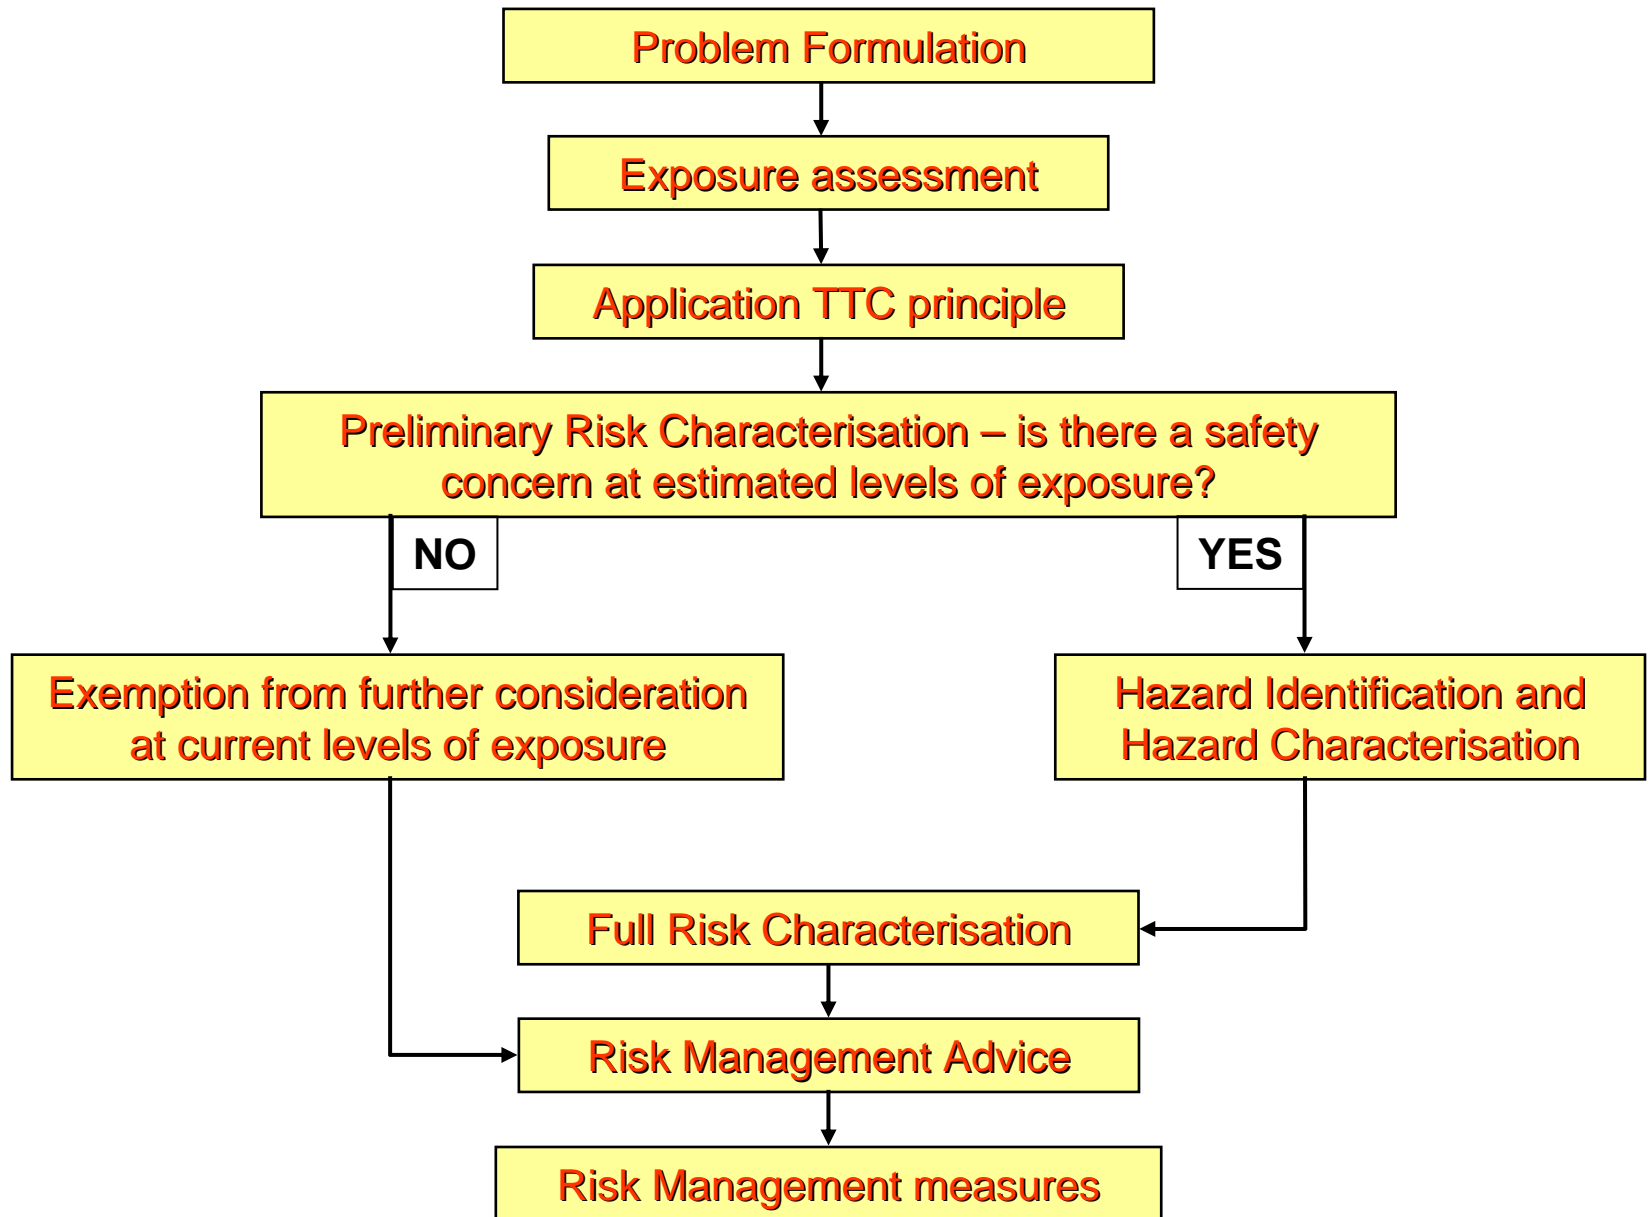 Problem Formulation
Exposure assessment
Application TTC principle
Preliminary Risk Characterisation – is there a safety
concern at estimated levels of exposure?
NO
YES
Exemption from further consideration
at current levels of exposure
Hazard Identification and
Hazard Characterisation
Full Risk Characterisation
Risk Management Advice
Risk Management measures